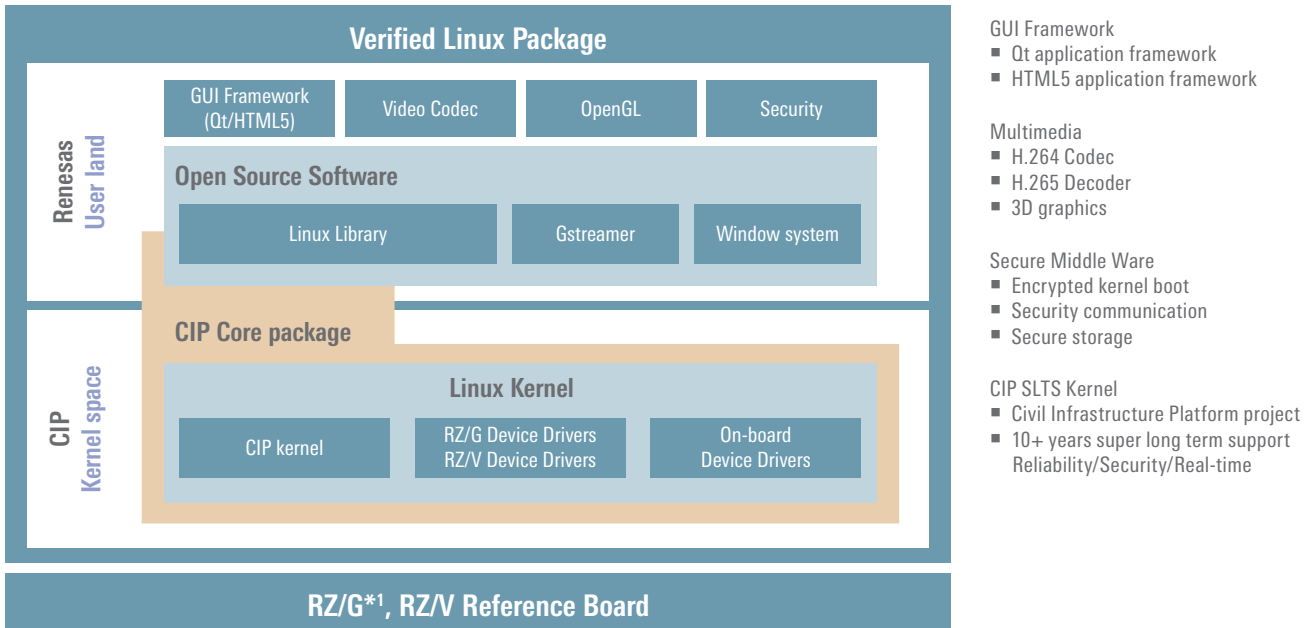 Verified Linux Package
Renesas
User land
GUI Framework
(Qt/HTML5)
Video Codec
OpenGL
Security
Open Source Software
Linux Library
Gstreamer
Window system
CIP Core package
CIP
Kernel space
Linux Kernel
CIP kernel
RZ/G Device Drivers
RZ/V Device Drivers
On-board
Device Drivers
RZ/G*1, RZ/V Reference Board
GUI Framework
■ Qt application framework
■ HTML5 application framework
Multimedia
■ H.264 Codec
■ H.265 Decoder
■ 3D graphics
Secure Middle Ware
■ Encrypted kernel boot
■ Security communication
■ Secure storage
CIP SLTS Kernel
■ Civil Infrastructure Platform project
■ 10+ years super long term support
Reliability/Security/Real-time